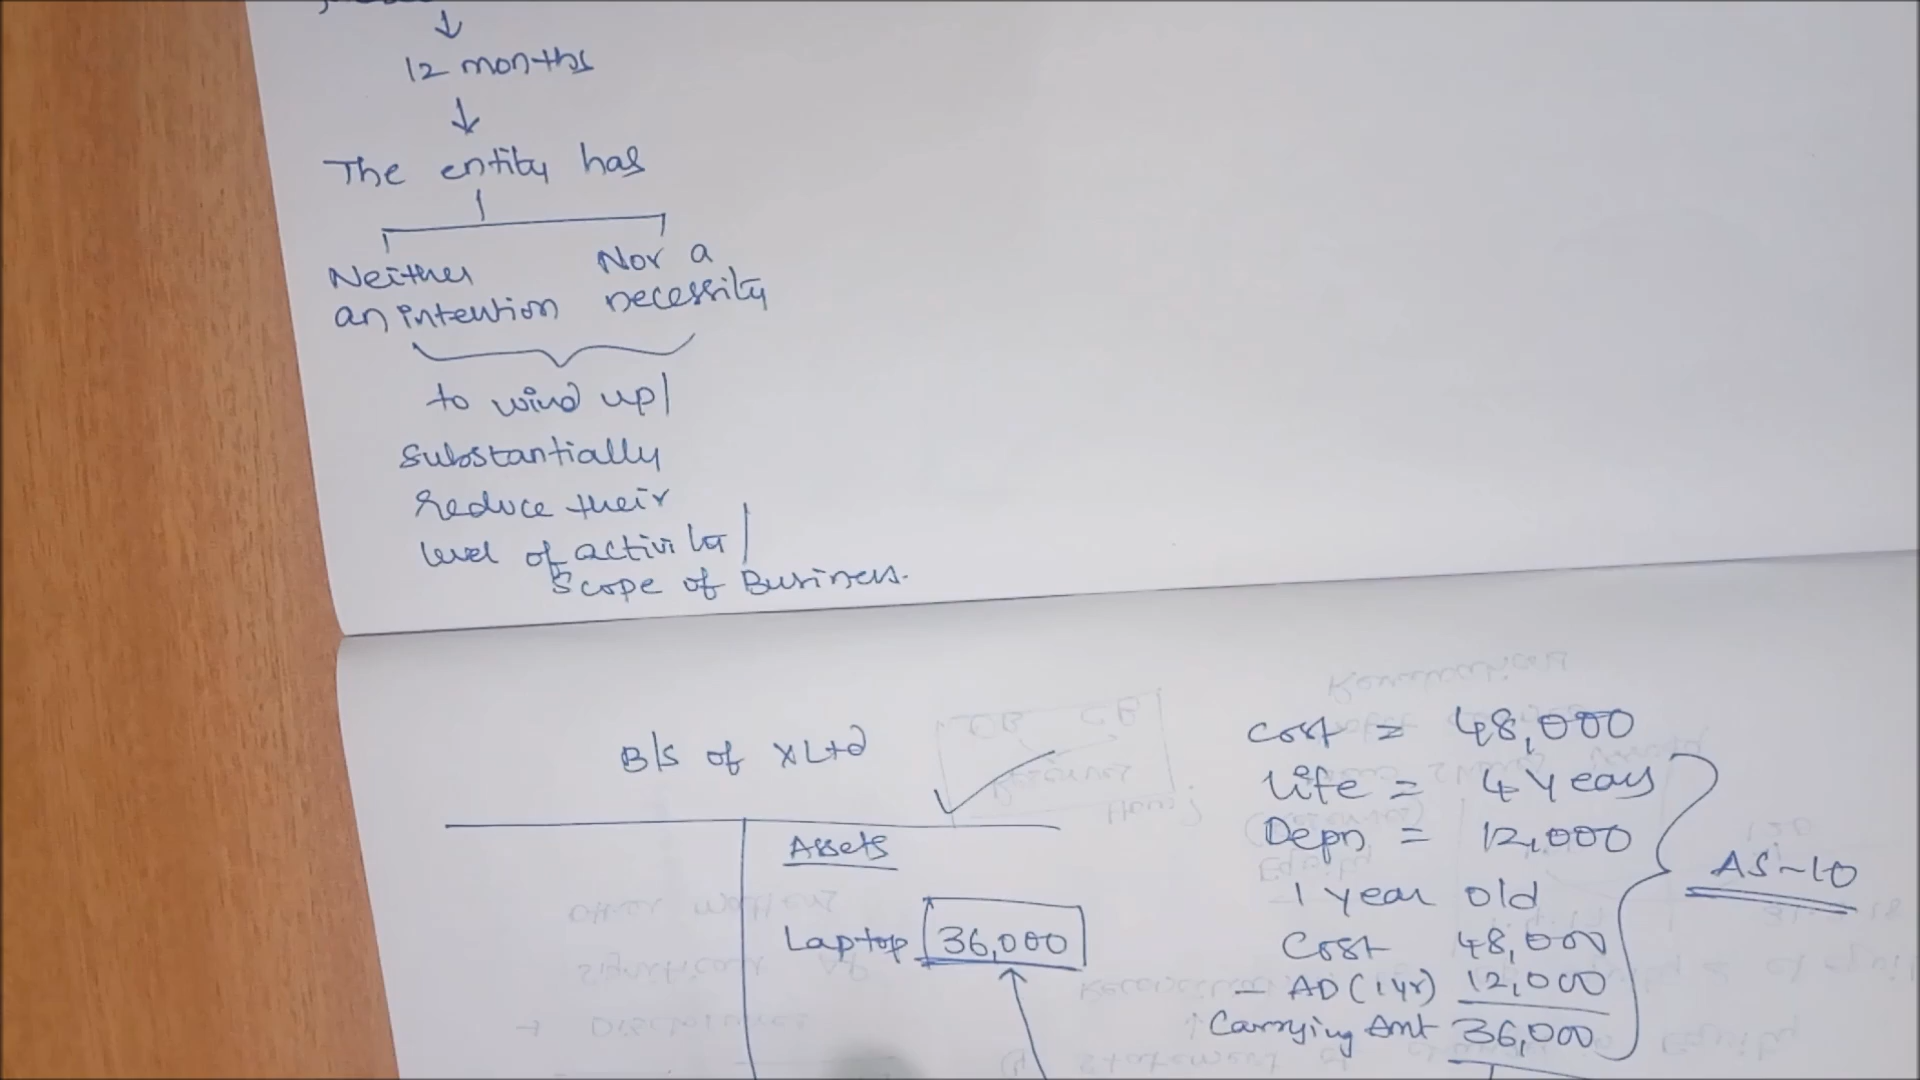 12 months
The entity has
Neither Nor a
an intention necessity
to wind up/
substantially
reduce their
level of activity/
Scope of Business.
B/S of X Ltd
Assets
Laptop 36,000
Cost = 48,000
Life = 4 Years
Depn = 12,000
1 year old
Cost 48,000
- AD (1 yr) 12,000
Carrying Amt 36,000
AS-10